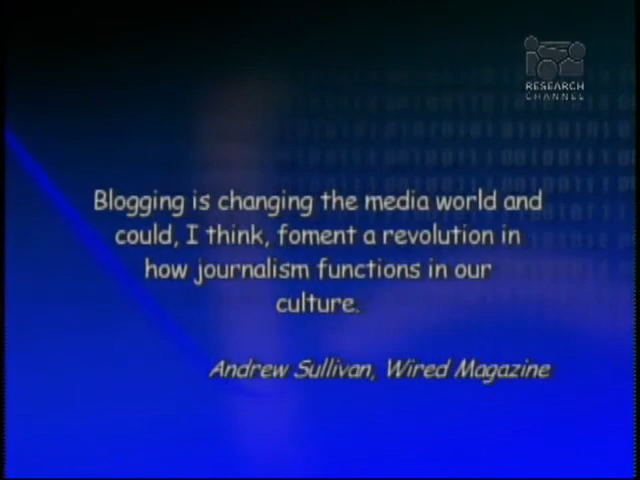 RESEARCH
CHANNEL
Blogging is changing the media world and
could, I think, foment a revolution in
how journalism functions in our
culture.
Andrew Sullivan, Wired Magazine